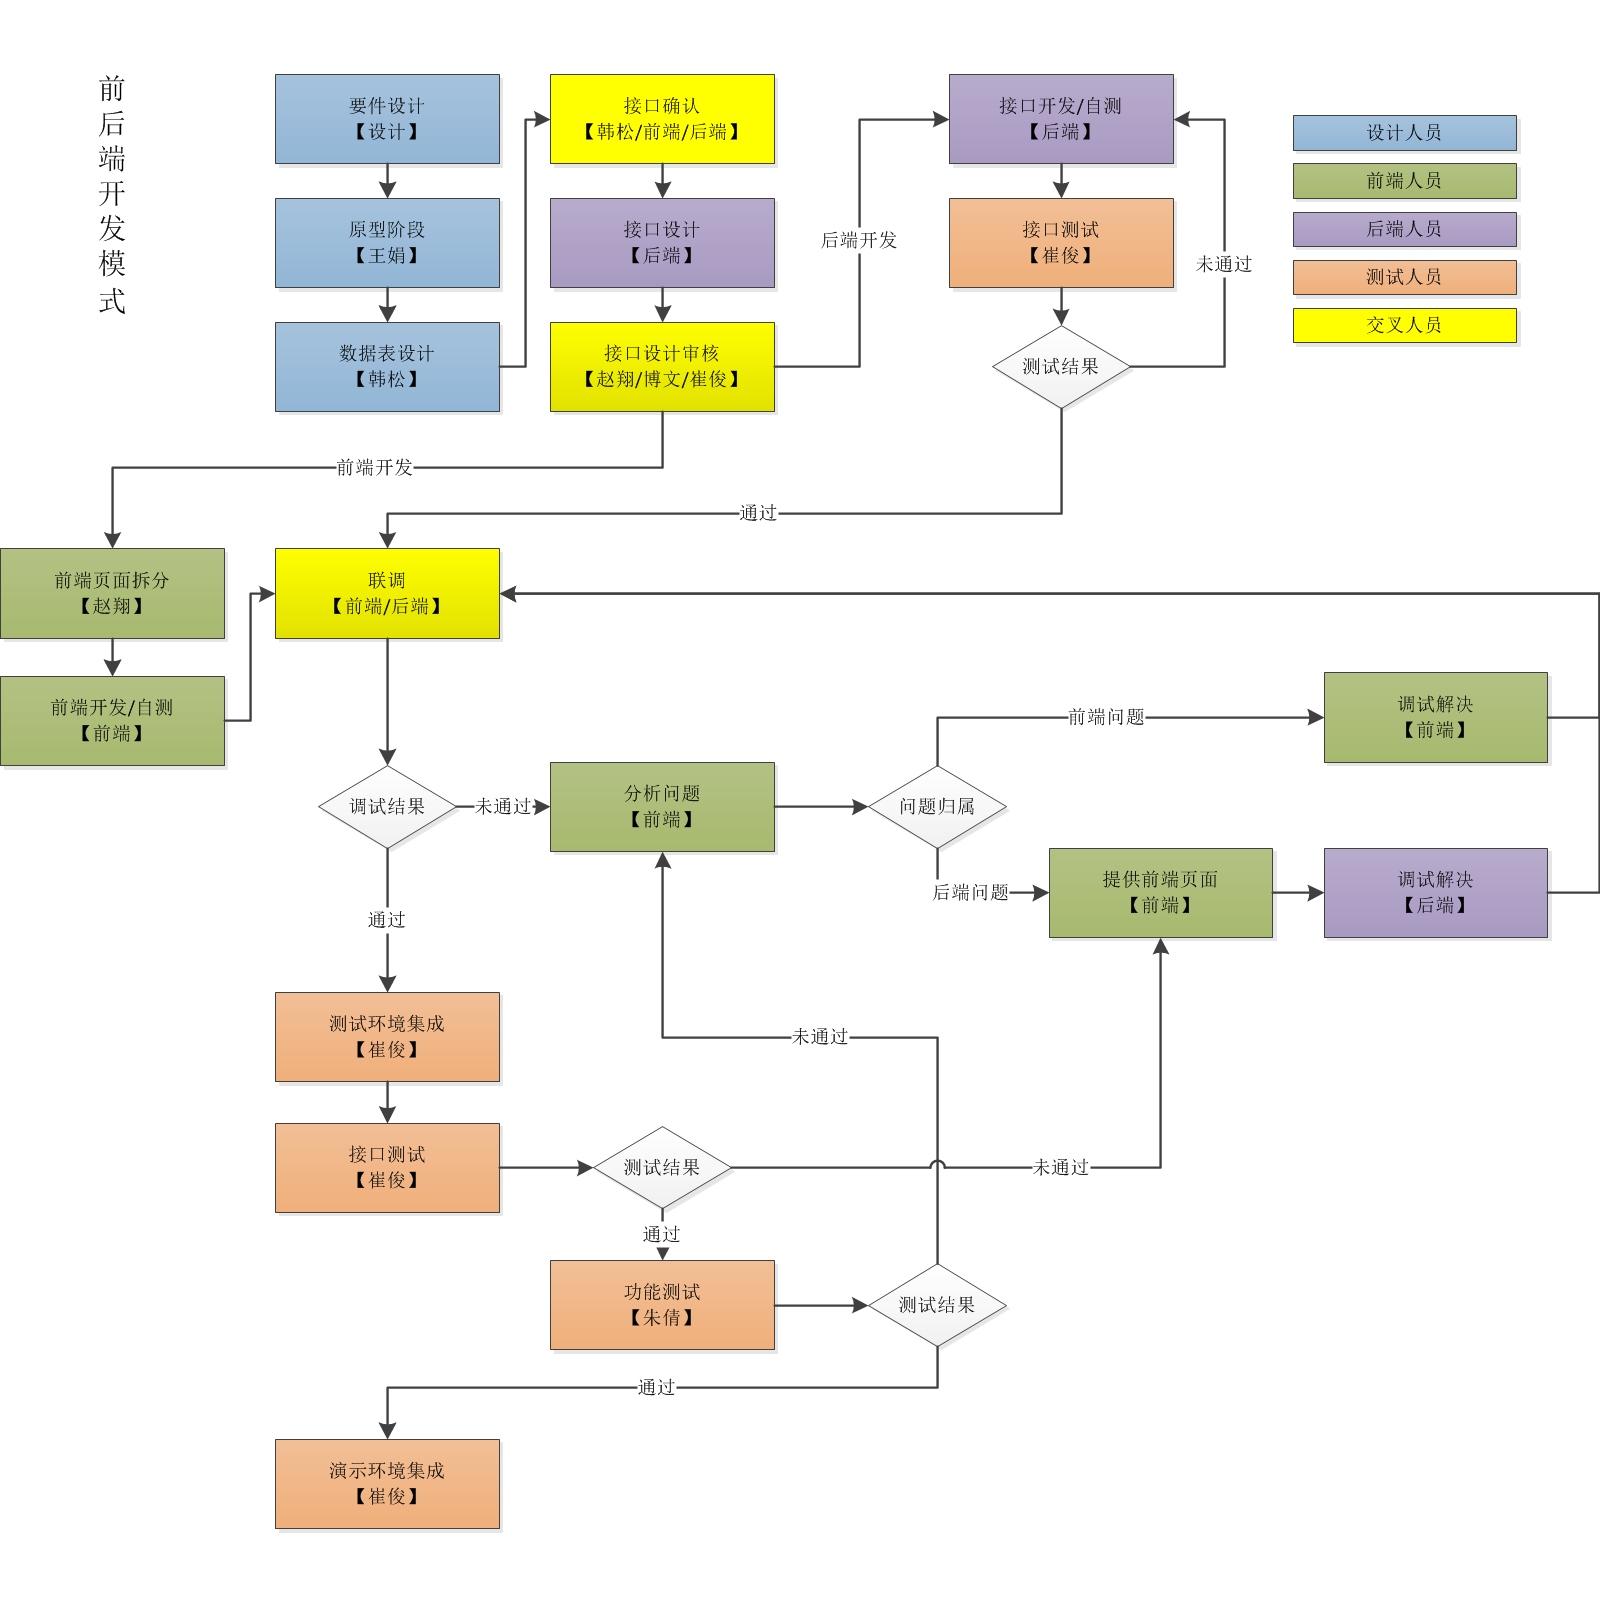 前后端开发模式
要件设计
【设计】
原型阶段
【王娟】
数据表设计
【韩松】
接口确认
【韩松/前端/后端】
接口设计
【后端】
接口设计审核
【赵翔/博文/崔俊】
后端开发
接口开发/自测
【后端】
接口测试
【崔俊】
测试结果
未通过
设计人员
前端人员
后端人员
测试人员
交叉人员
前端开发
通过
前端页面拆分
【赵翔】
前端开发/自测
【前端】
联调
【前端/后端】
调试结果
未通过
分析问题
【前端】
问题归属
前端问题
调试解决
【前端】
后端问题
提供前端页面
【前端】
调试解决
【后端】
通过
测试环境集成
【崔俊】
未通过
接口测试
【崔俊】
测试结果
未通过
通过
功能测试
【朱倩】
测试结果
通过
演示环境集成
【崔俊】